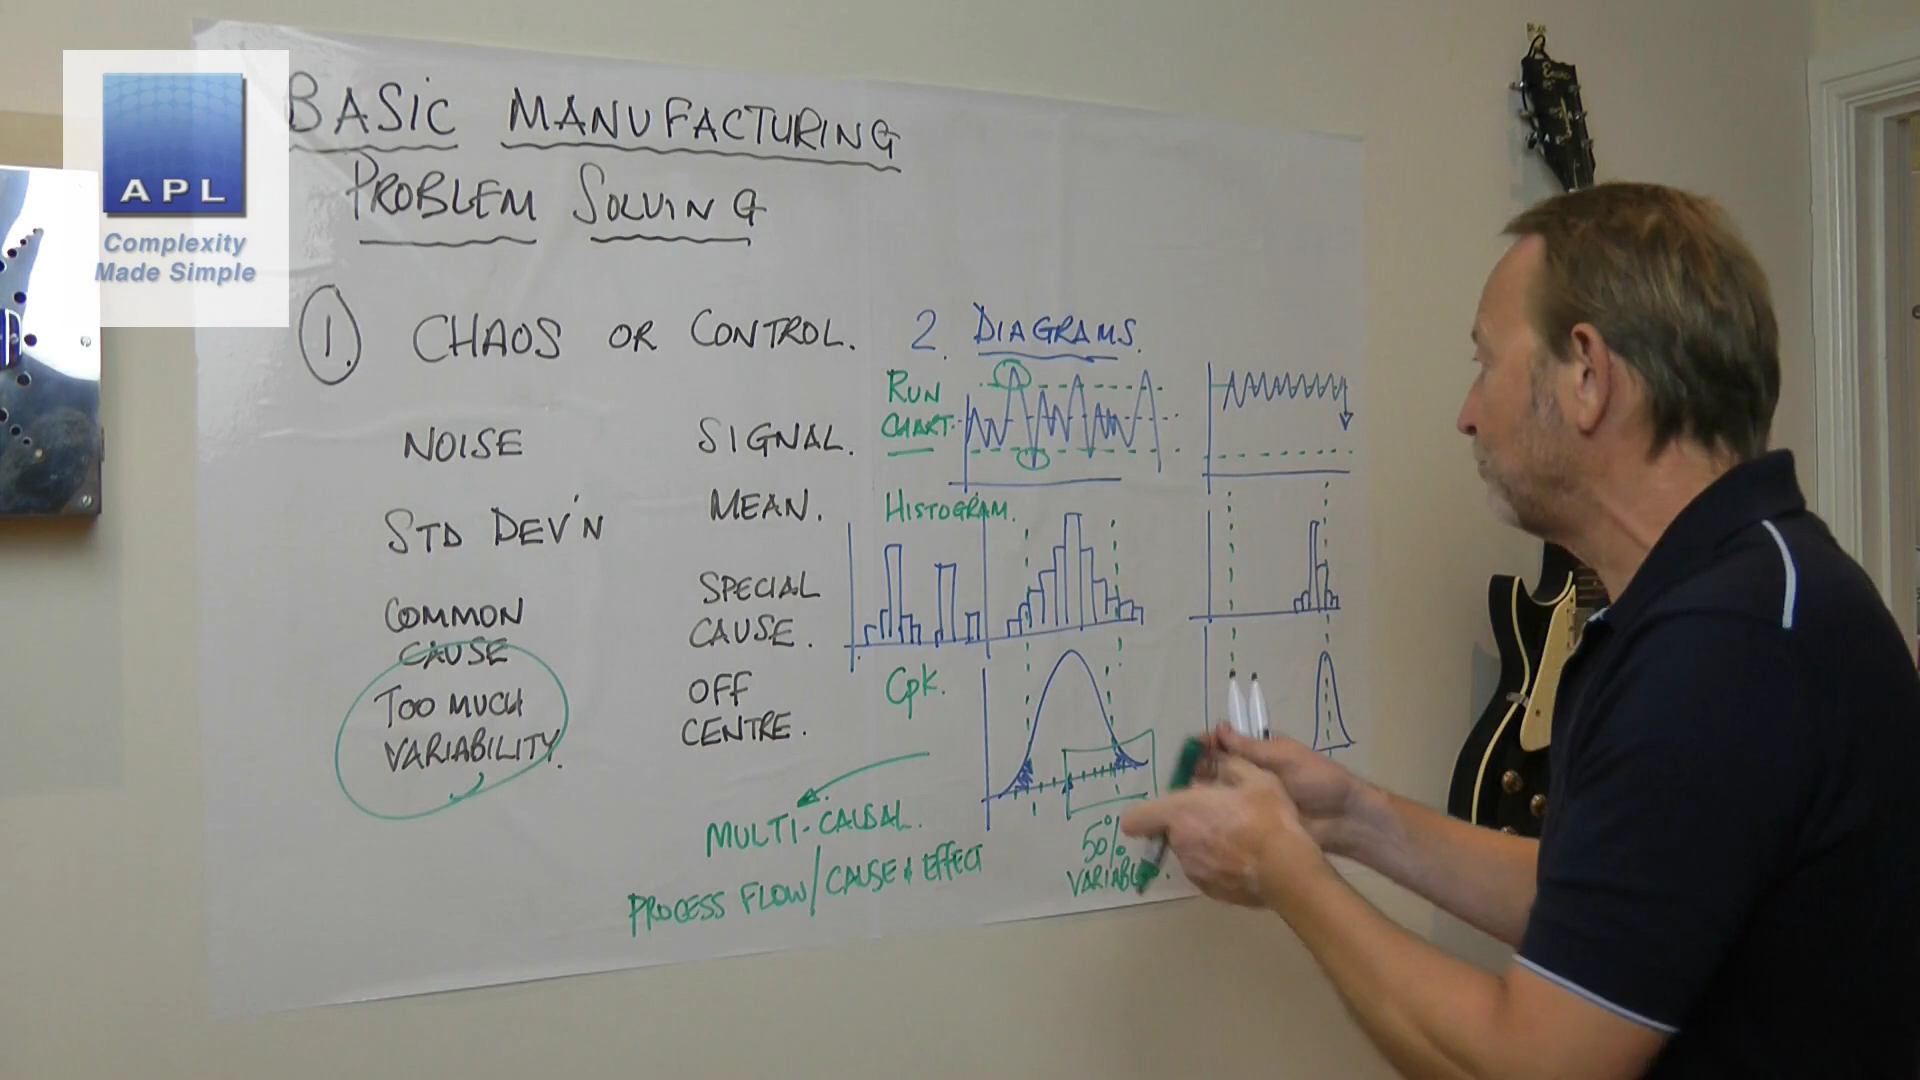 APL
Complexity
Made Simple
BASIC MANUFACTURING
PROBLEM SOLVING
1. CHAOS OR CONTROL.
NOISE
SIGNAL.
STD DEV'N
MEAN.
COMMON
CAUSE
SPECIAL
CAUSE.
TOO MUCH
VARIABILITY.
OFF
CENTRE.
MULTI-CAUSAL.
PROCESS FLOW/CAUSE & EFFECT
2. DIAGRAMS.
RUN
CHART.
HISTOGRAM.
Cpk.
50%